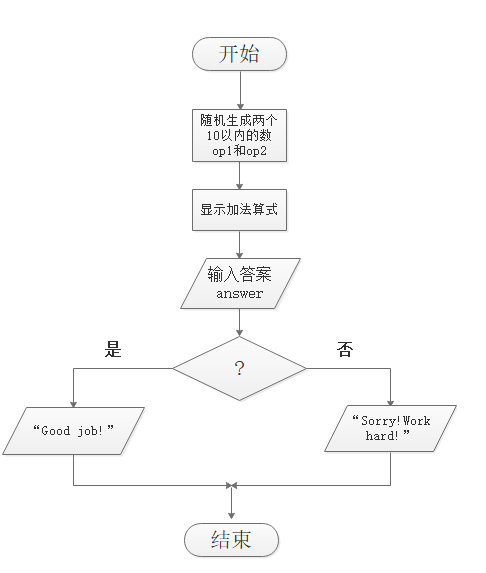 开始
随机生成两个
10以内的数
op1和op2
显示加法算式
输入答案
answer
是
?
否
“Good job!”
“Sorry!Work
hard!”
结束